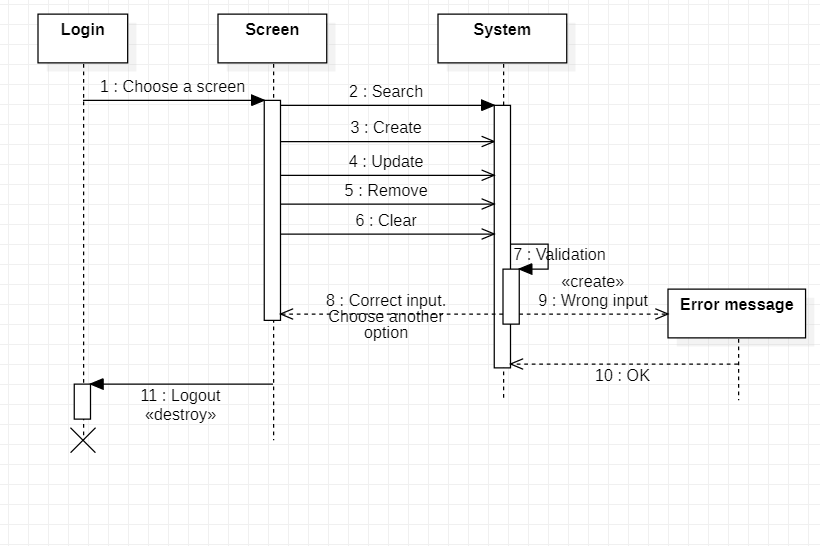 Login
Screen
System
1 : Choose a screen
2 : Search
3 : Create
4 : Update
5 : Remove
6 : Clear
7 : Validation
«create»
8 : Correct input.
Choose another
option
9 : Wrong input
Error message
10 : OK
11 : Logout
«destroy»